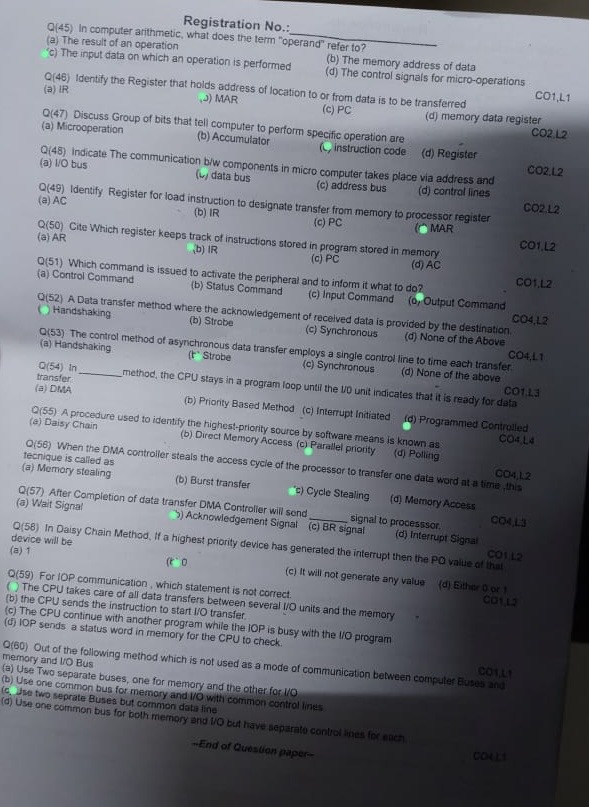 Registration No.:
Q(45) In computer arithmetic, what does the term "operand" refer to?
(a) The result of an operation (b) The memory address of data
(c) The input data on which an operation is performed (d) The control signals for micro-operations
CO1,L1
Q(46) Identify the Register that holds address of location to or from data is to be transferred
(a) IR (b) MAR (c) PC (d) memory data register
CO2,L2
Q(47) Discuss Group of bits that tell computer to perform specific operation are
(a) Microoperation (b) Accumulator (c) instruction code (d) Register
CO2,L2
Q(48) Indicate The communication b/w components in micro computer takes place via address and
(a) I/O bus (b) data bus (c) address bus (d) control lines
CO2,L2
Q(49) Identify Register for load instruction to designate transfer from memory to processor register
(a) AC (b) IR (c) PC (d) MAR
CO1,L2
Q(50) Cite Which register keeps track of instructions stored in program stored in memory
(a) AR (b) IR (c) PC (d) AC
CO1,L2
Q(51) Which command is issued to activate the peripheral and to inform it what to do?
(a) Control Command (b) Status Command (c) Input Command (d) Output Command
CO4,L2
Q(52) A Data transfer method where the acknowledgement of received data is provided by the destination.
(a) Handshaking (b) Strobe (c) Synchronous (d) None of the Above
CO4,L1
Q(53) The control method of asynchronous data transfer employs a single control line to time each transfer
(a) Handshaking (b) Strobe (c) Synchronous (d) None of the above
CO1,L3
Q(54) In ______method, the CPU stays in a program loop until the I/0 unit indicates that it is ready for data
transfer
(a) DMA (b) Priority Based Method (c) Interrupt Initiated (d) Programmed Controlled
CO4,L4
Q(55) A procedure used to identify the highest-priority source by software means is known as
(a) Daisy Chain (b) Direct Memory Access (c) Parallel priority (d) Polling
CO4,L2
Q(56) When the DMA controller steals the access cycle of the processor to transfer one data word at a time ,this
tecnique is called as
(a) Memory stealing (b) Burst transfer (c) Cycle Stealing (d) Memory Access
CO4,L3
Q(57) After Completion of data transfer DMA Controller will send ______ signal to processsor.
(a) Wait Signal (b) Acknowledgement Signal (c) BR signal (d) Interrupt Signal
CO1,L2
Q(58) In Daisy Chain Method, If a highest priority device has generated the interrupt then the PO value of that
device will be
(a) 1 (b) 0 (c) It will not generate any value (d) Either 0 or 1
CO1,L2
Q(59) For IOP communication , which statement is not correct.
(a) The CPU takes care of all data transfers between several I/O units and the memory
(b) the CPU sends the instruction to start I/O transfer.
(c) The CPU continue with another program while the IOP is busy with the I/O program
(d) IOP sends a status word in memory for the CPU to check.
CO1,L1
Q(60) Out of the following method which is not used as a mode of communication between computer Buses and
memory and I/O Bus
(a) Use Two separate buses, one for memory and the other for I/O
(b) Use one common bus for memory and I/O with common control lines
(c) Use two seprate Buses but common data line
(d) Use one common bus for both memory and I/O but have separate control lines for each
CO4,L1
--End of Question paper--